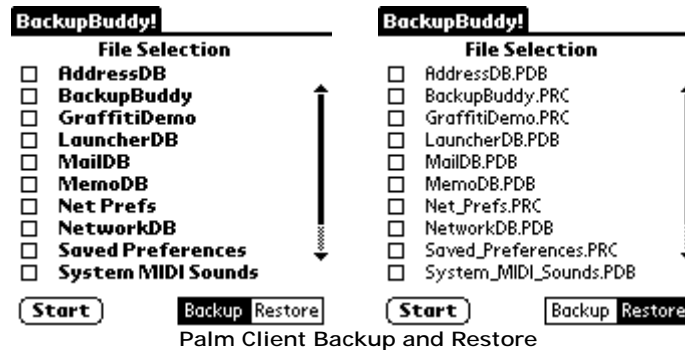 BackupBuddy!
File Selection
AddressDB
BackupBuddy
GraffitiDemo
LauncherDB
MailDB
MemoDB
Net Prefs
NetworkDB
Saved Preferences
System MIDI Sounds
Start Backup Restore
BackupBuddy!
File Selection
AddressDB.PDB
BackupBuddy.PRC
GraffitiDemo.PRC
LauncherDB.PDB
MailDB.PDB
MemoDB.PDB
Net_Prefs.PRC
NetworkDB.PDB
Saved_Preferences.PRC
System_MIDI_Sounds.PDB
Start Backup Restore
Palm Client Backup and Restore